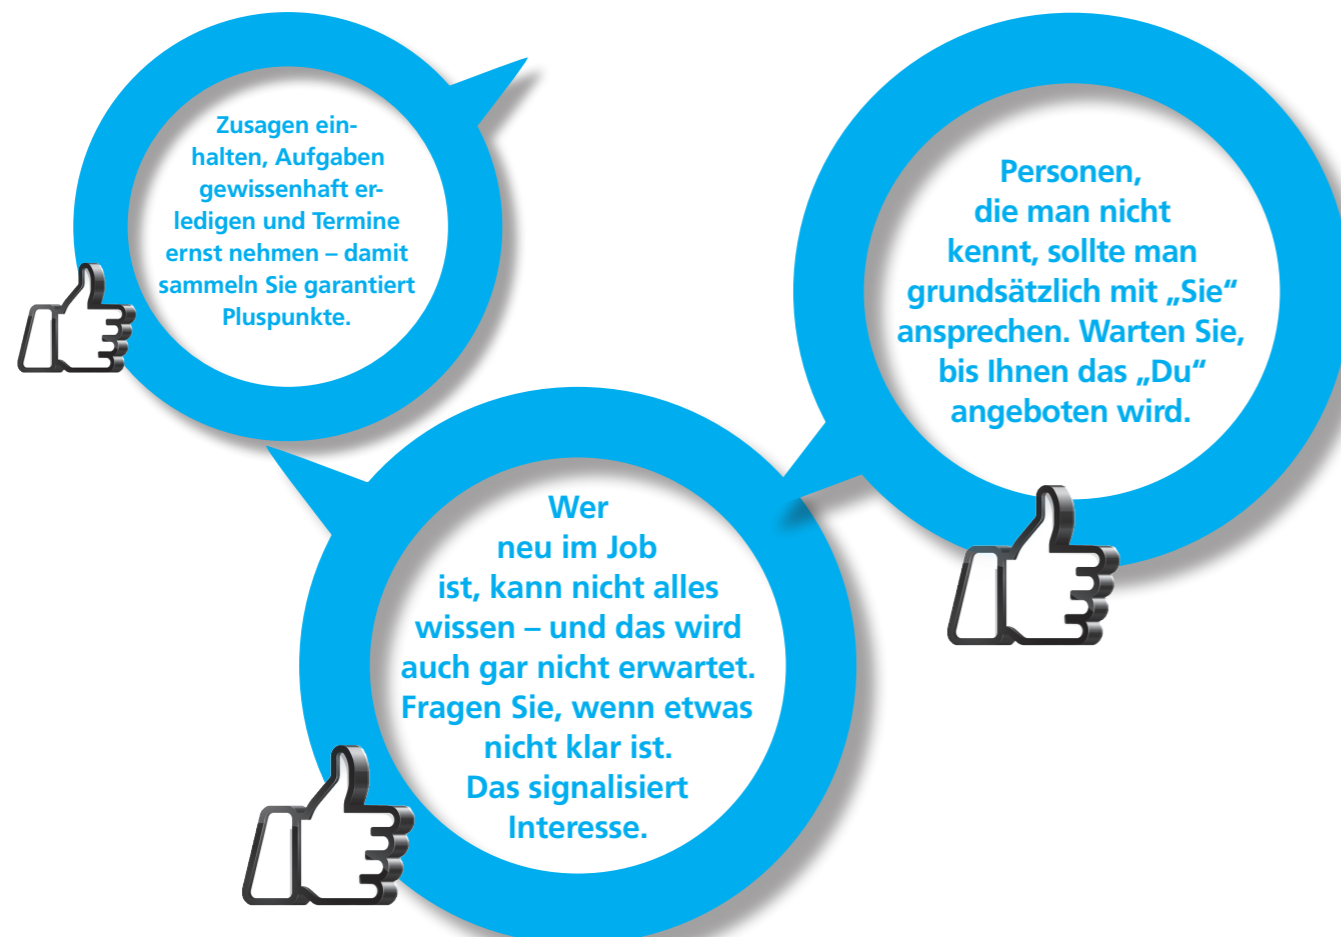 Zusagen ein-
halten, Aufgaben
gewissenhaft er-
ledigen und Termine
ernst nehmen – damit
sammeln Sie garantiert
Pluspunkte.
Personen,
die man nicht
kennt, sollte man
grundsätzlich mit „Sie“
ansprechen. Warten Sie,
bis Ihnen das „Du“
angeboten wird.
Wer
neu im Job
ist, kann nicht alles
wissen – und das wird
auch gar nicht erwartet.
Fragen Sie, wenn etwas
nicht klar ist.
Das signalisiert
Interesse.